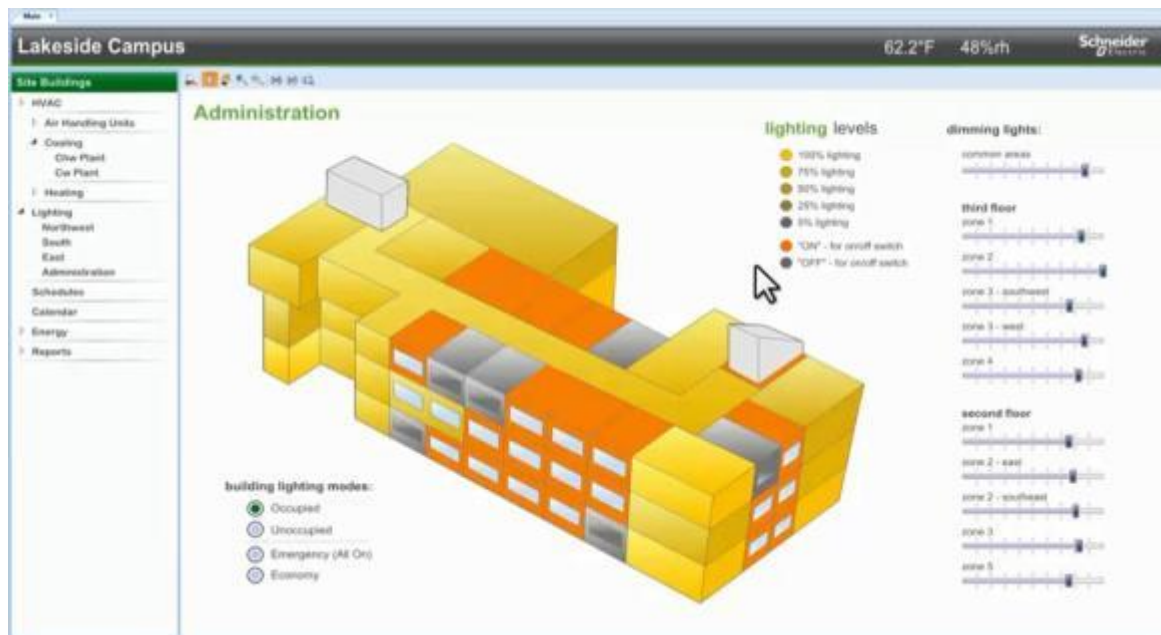 Main
Lakeside Campus
62.2°F 48%rh
Schneider
Electric
Site Buildings
HVAC
Air Handling Units
Cooling
Chw Plant
Cw Plant
Heating
Lighting
Northwest
South
East
Administration
Schedules
Calendar
Energy
Reports
Administration
lighting levels
100% lighting
75% lighting
50% lighting
25% lighting
0% lighting
"ON" - for on/off switch
"OFF" - for on/off switch
building lighting modes:
Occupied
Unoccupied
Emergency (All On)
Economy
dimming lights:
common areas
third floor
zone 1
zone 2
zone 3 - southwest
zone 3 - west
zone 4
second floor
zone 1
zone 2 - east
zone 2 - southeast
zone 3
zone 5